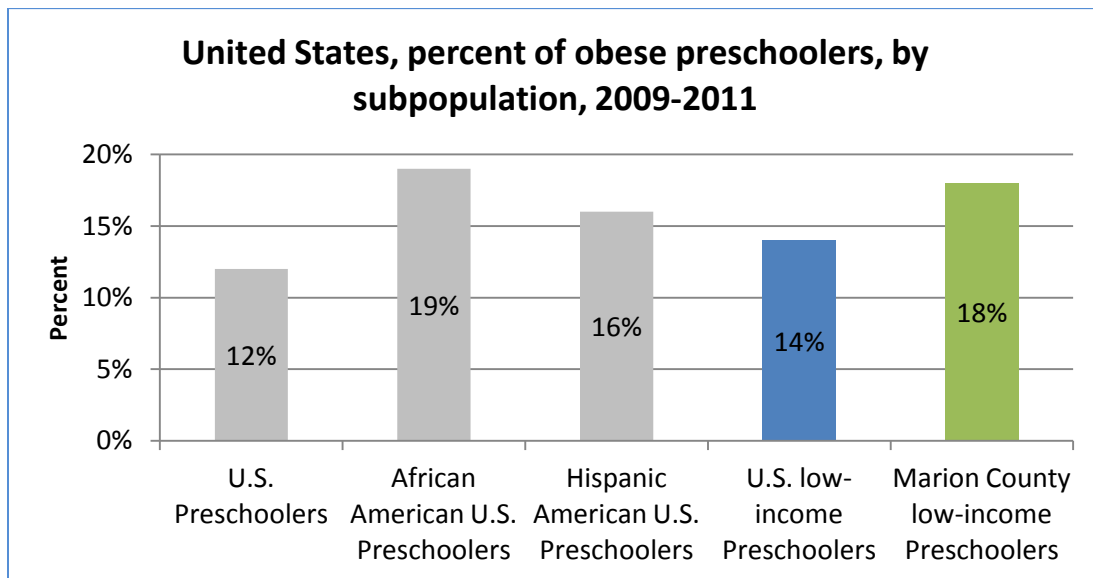 United States, percent of obese preschoolers, by
subpopulation, 2009-2011
Percent
20%
15%
10%
5%
0%
12%
19%
16%
14%
18%
U.S.
Preschoolers
African
American U.S.
Preschoolers
Hispanic
American U.S.
Preschoolers
U.S. low-
income
Preschoolers
Marion County
low-income
Preschoolers